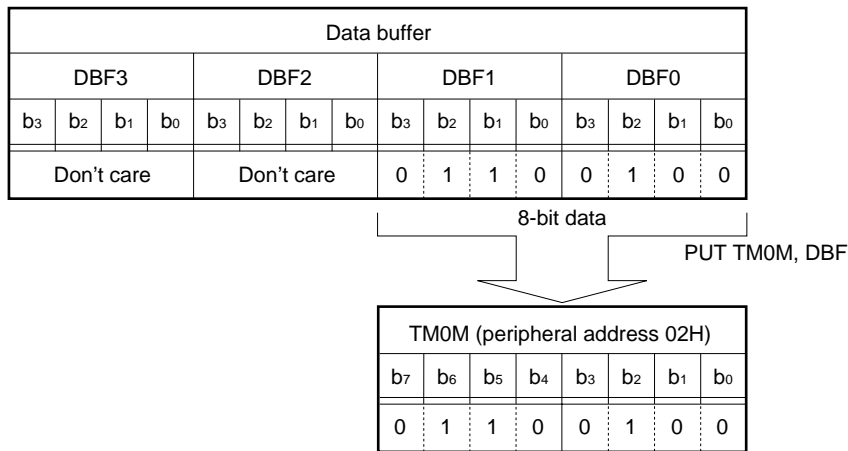 Data buffer
DBF3 DBF2 DBF1 DBF0
b3 b2 b1 b0 b3 b2 b1 b0 b3 b2 b1 b0 b3 b2 b1 b0
Don't care Don't care 0 1 1 0 0 1 0 0
8-bit data
PUT TM0M, DBF
TM0M (peripheral address 02H)
b7 b6 b5 b4 b3 b2 b1 b0
0 1 1 0 0 1 0 0